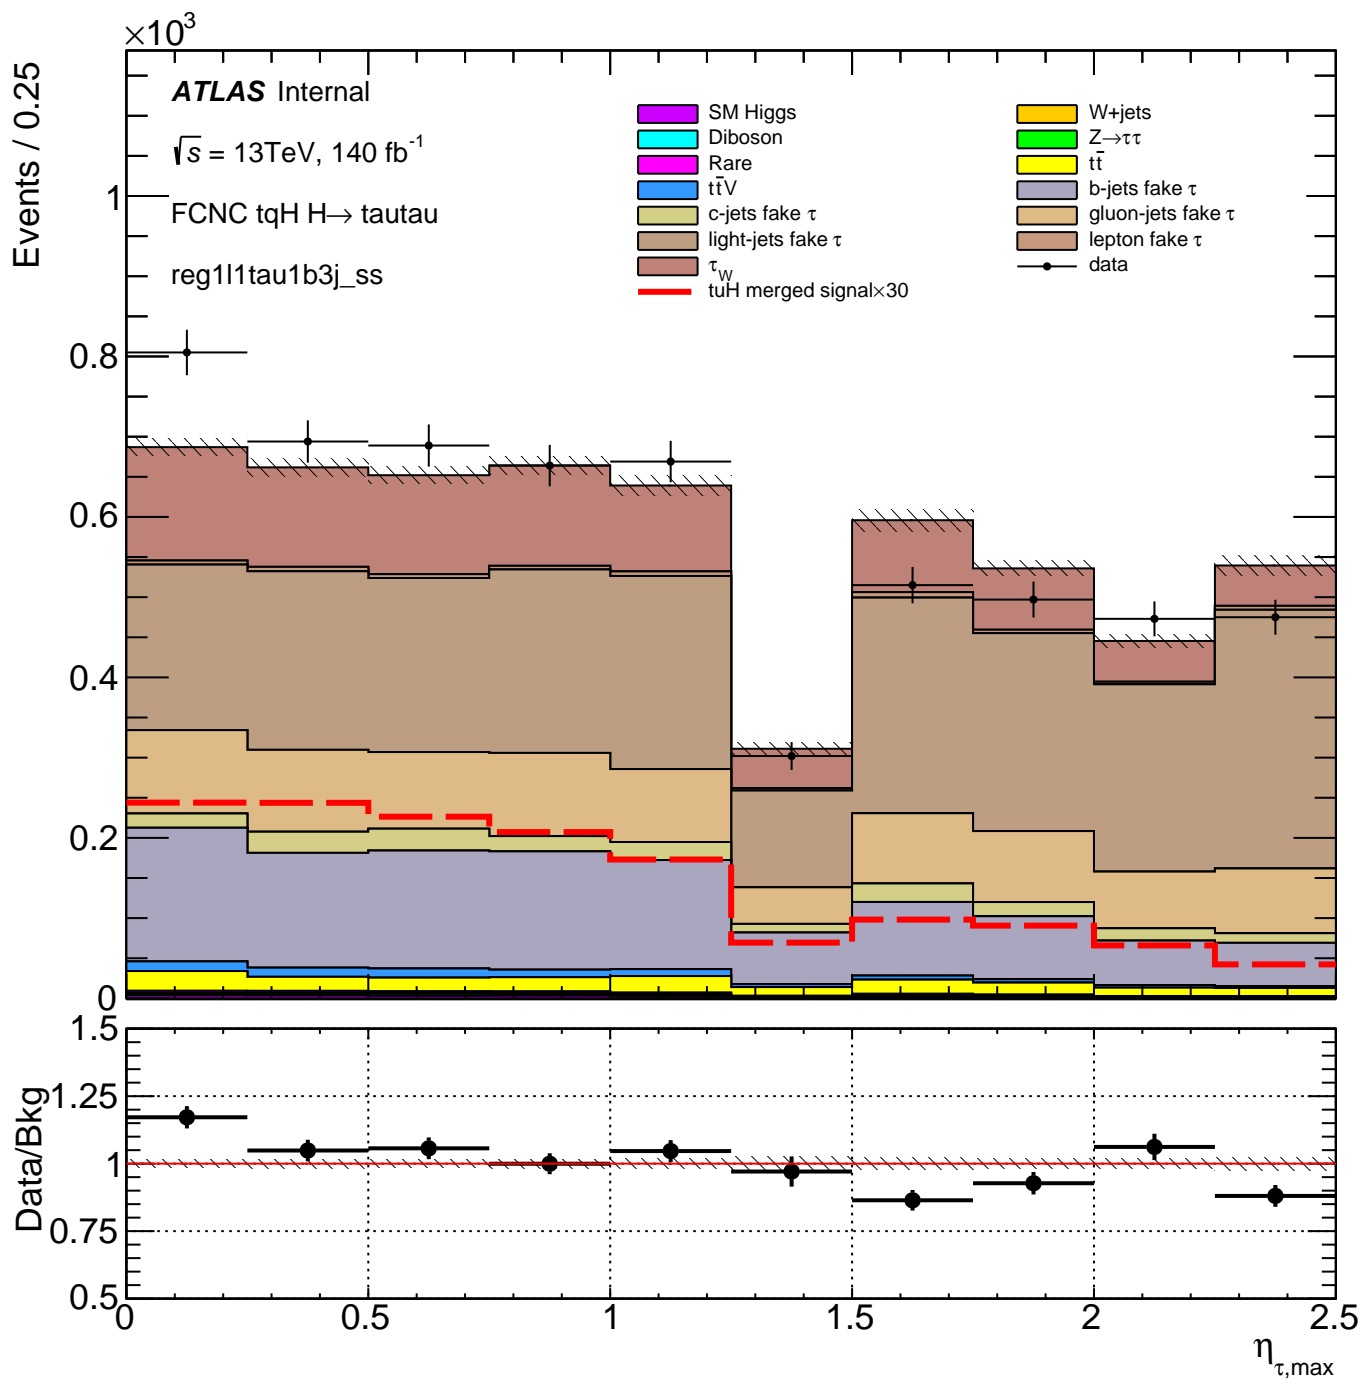 ×10³
Events / 0.25
ATLAS Internal
√s = 13TeV, 140 fb⁻¹
FCNC tqH H→ tautau
reg1l1tau1b3j_ss
SM Higgs
Diboson
Rare
tt̄V
c-jets fake τ
light-jets fake τ
τ_W
tuH merged signal×30
W+jets
Z→ττ
tt̄
b-jets fake τ
gluon-jets fake τ
lepton fake τ
data
1
0.8
0.6
0.4
0.2
0
Data/Bkg
1.5
1.25
1
0.75
0.5
0 0.5 1 1.5 2 2.5
η_τ,max